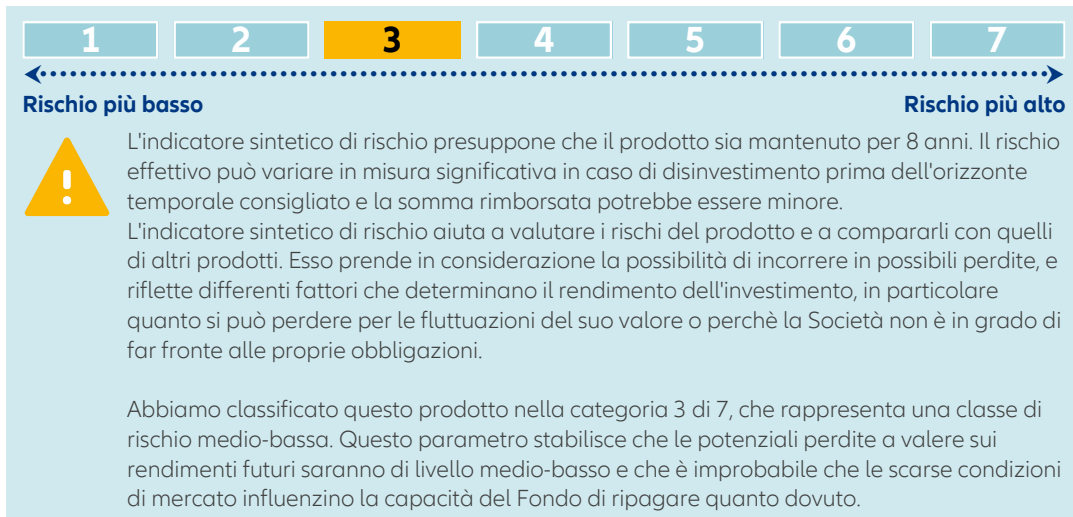 1 2 3 4 5 6 7
Rischio più basso Rischio più alto
L'indicatore sintetico di rischio presuppone che il prodotto sia mantenuto per 8 anni. Il rischio
effettivo può variare in misura significativa in caso di disinvestimento prima dell'orizzonte
temporale consigliato e la somma rimborsata potrebbe essere minore.
L'indicatore sintetico di rischio aiuta a valutare i rischi del prodotto e a compararli con quelli
di altri prodotti. Esso prende in considerazione la possibilità di incorrere in possibili perdite, e
riflette differenti fattori che determinano il rendimento dell'investimento, in particolare
quanto si può perdere per le fluttuazioni del suo valore o perchè la Società non è in grado di
far fronte alle proprie obbligazioni.
Abbiamo classificato questo prodotto nella categoria 3 di 7, che rappresenta una classe di
rischio medio-bassa. Questo parametro stabilisce che le potenziali perdite a valere sui
rendimenti futuri saranno di livello medio-basso e che è improbabile che le scarse condizioni
di mercato influenzino la capacità del Fondo di ripagare quanto dovuto.